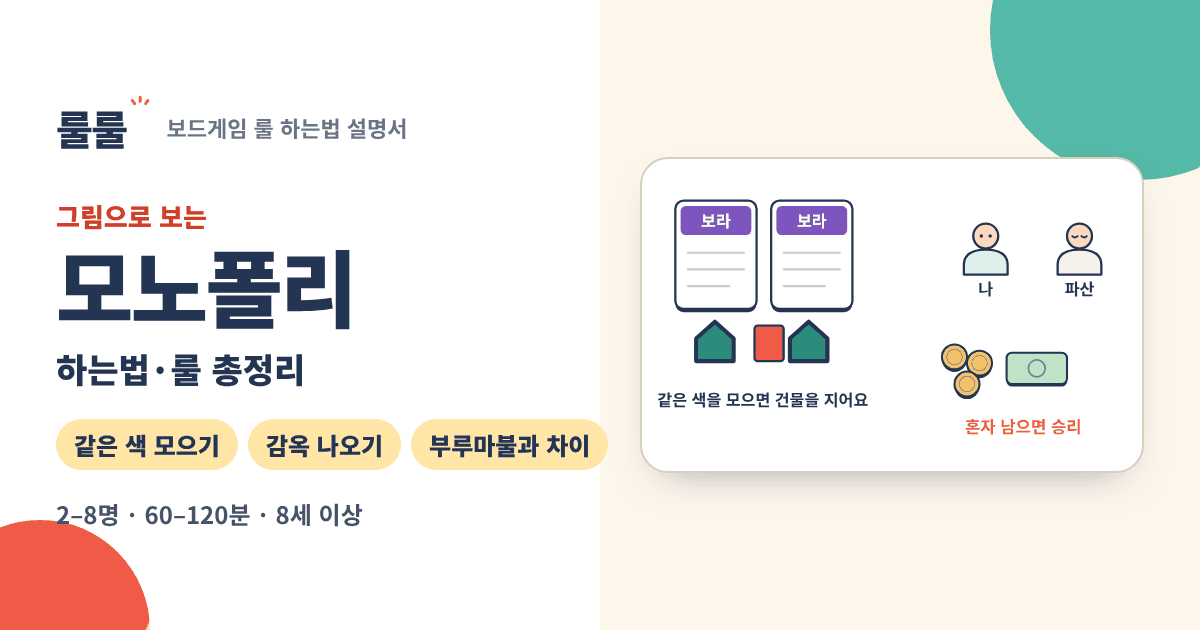 룰룰
보드게임 룰 하는법 설명서
그림으로 보는
모노폴리
하는법·룰 총정리
같은 색 모으기
감옥 나오기
부루마불과 차이
2–8명 · 60–120분 · 8세 이상
보라
보라
같은 색을 모으면 건물을 지어요
나
파산
혼자 남으면 승리